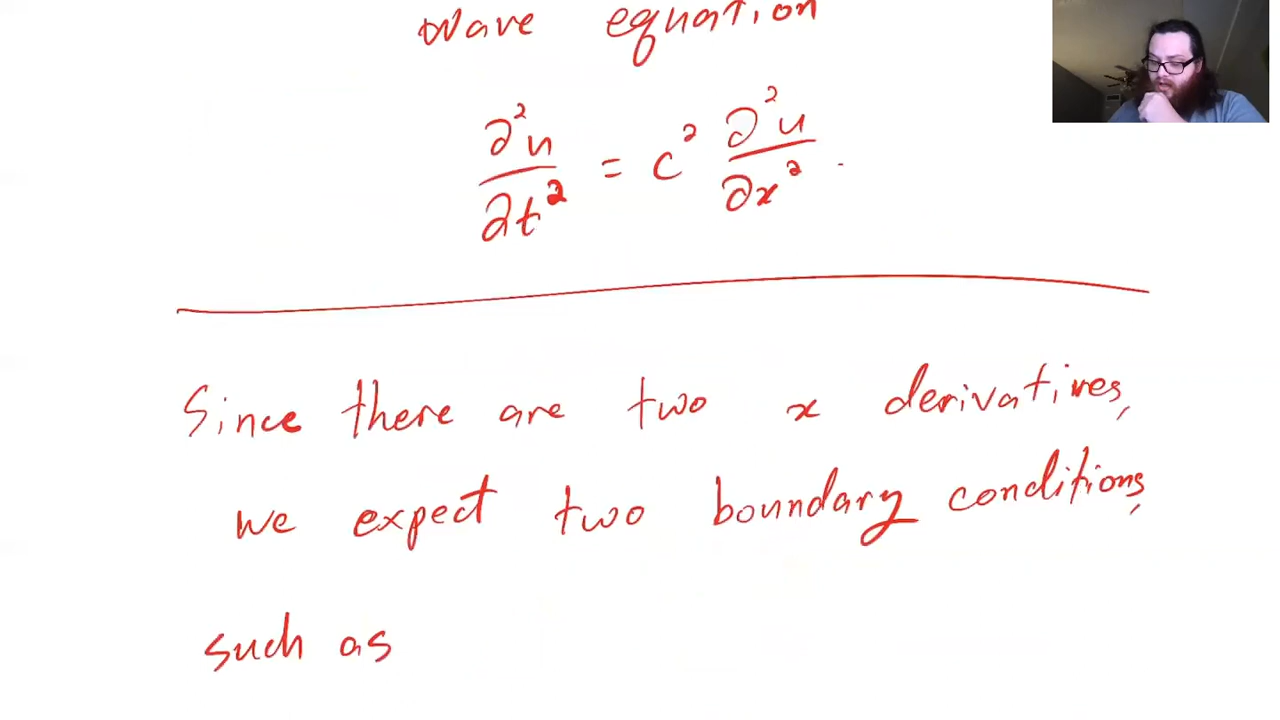 Wave equation
∂²u/∂t² = c² ∂²u/∂x² .
Since there are two x derivatives,
we expect two boundary conditions,
such as